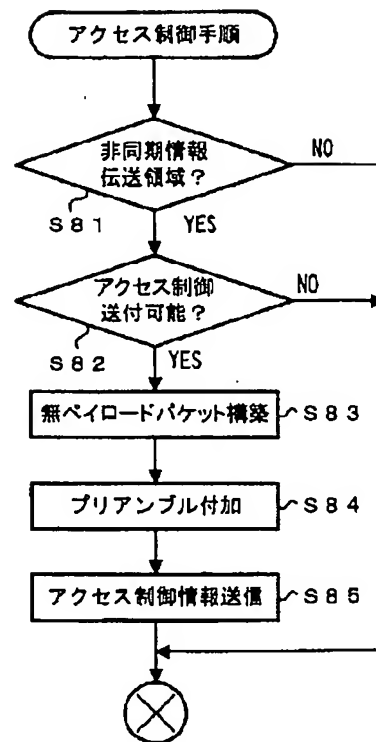 アクセス制御手順
非同期情報
伝送領域？
NO
S81
YES
アクセス制御
送付可能？
NO
S82
YES
無ペイロードパケット構築
S83
プリアンブル付加
S84
アクセス制御情報送信
S85